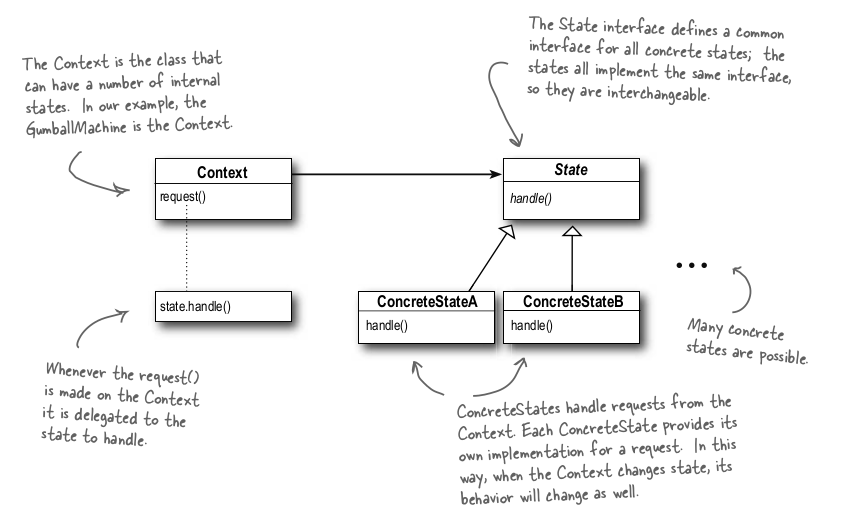 The Context is the class that
can have a number of internal
states. In our example, the
GumballMachine is the Context.
The State interface defines a common
interface for all concrete states; the
states all implement the same interface,
so they are interchangeable.
Context
request()
State
handle()
state.handle()
ConcreteStateA
handle()
ConcreteStateB
handle()
Many concrete
states are possible.
Whenever the request()
is made on the Context
it is delegated to the
state to handle.
ConcreteStates handle requests from the
Context. Each ConcreteState provides its
own implementation for a request. In this
way, when the Context changes state, its
behavior will change as well.